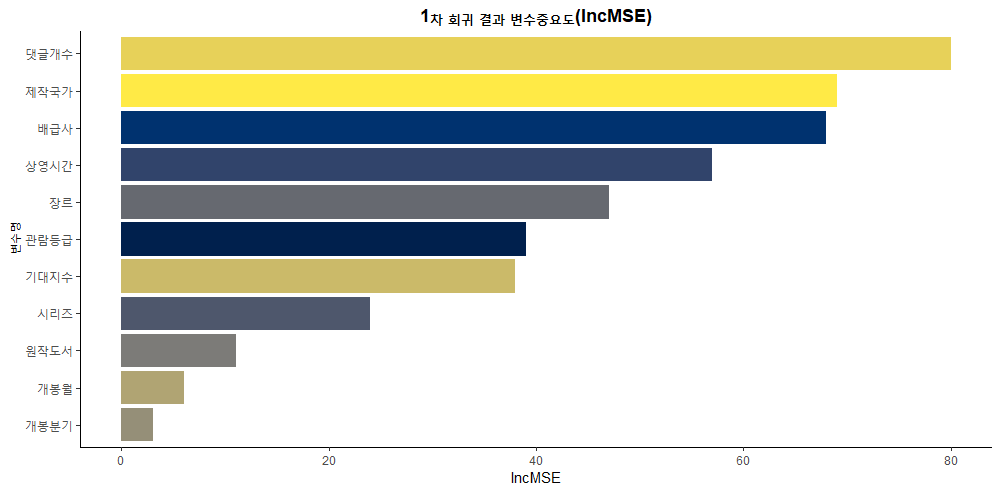 1차 회귀 결과 변수중요도(IncMSE)
변수명
댓글개수
제작국가
배급사
상영시간
장르
관람등급
기대지수
시리즈
원작도서
개봉월
개봉분기
0 20 40 60 80
IncMSE